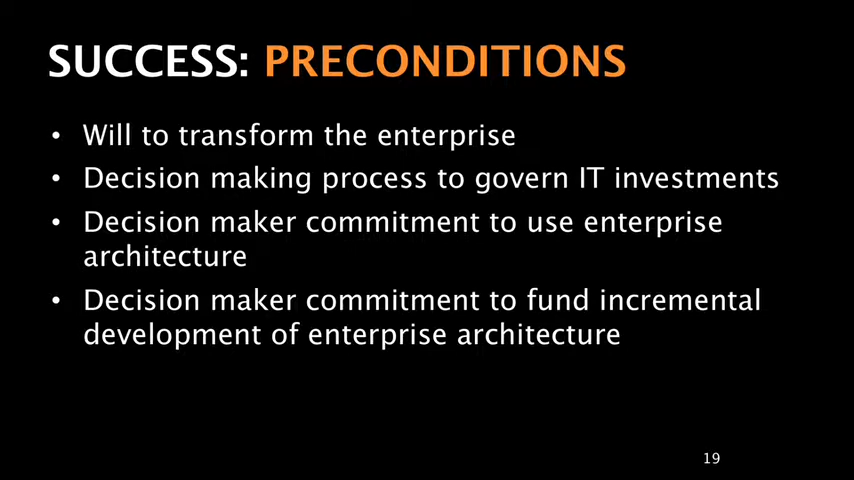 SUCCESS: PRECONDITIONS
• Will to transform the enterprise
• Decision making process to govern IT investments
• Decision maker commitment to use enterprise
architecture
• Decision maker commitment to fund incremental
development of enterprise architecture
19